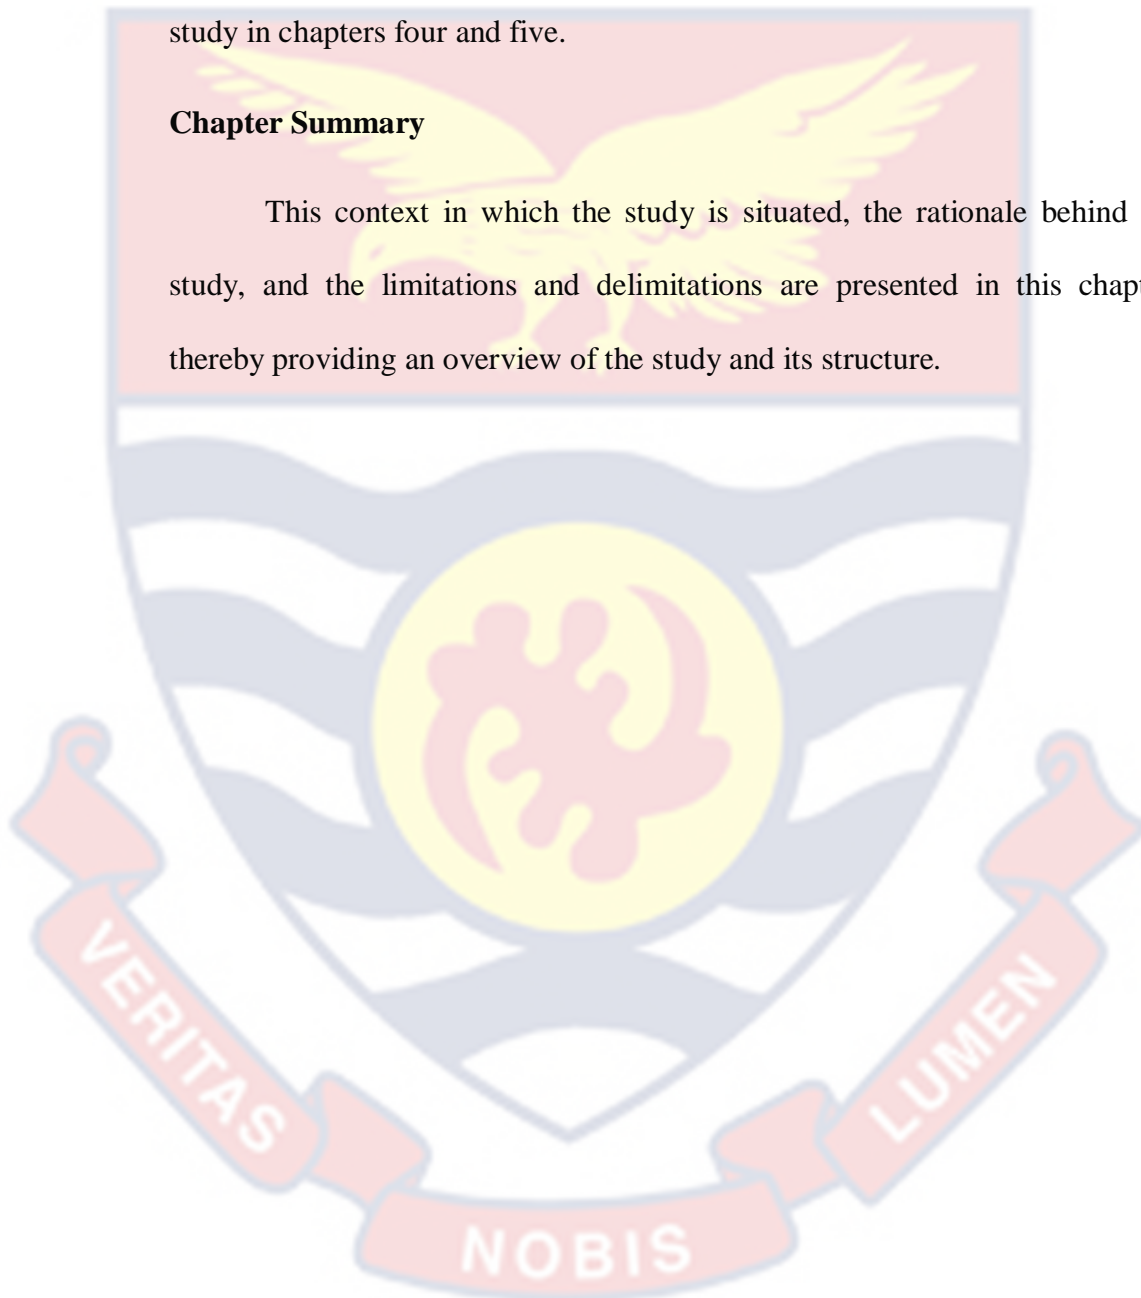 study in chapters four and five.
Chapter Summary
This context in which the study is situated, the rationale behind
study, and the limitations and delimitations are presented in this
thereby providing an overview of the study and its structure.
VERITAS
NOBIS
LUMEN